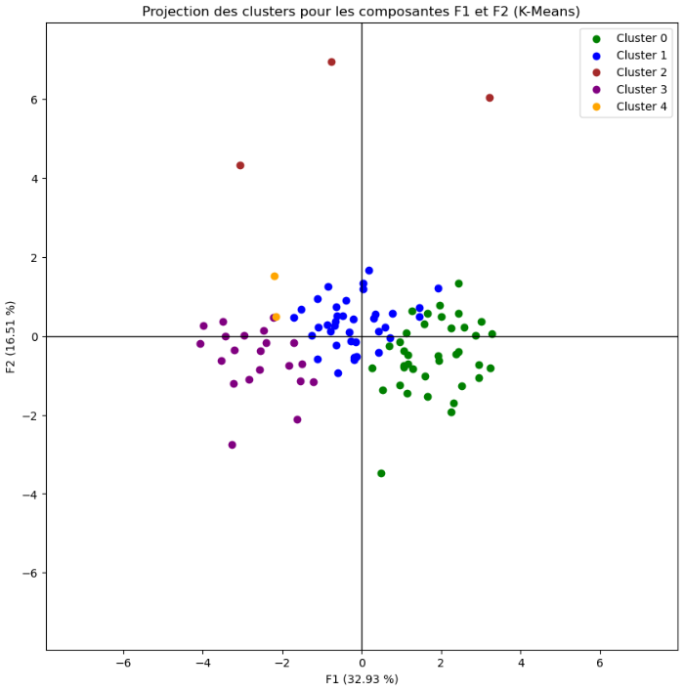 Projection des clusters pour les composantes F1 et F2 (K-Means)
Cluster 0
Cluster 1
Cluster 2
Cluster 3
Cluster 4
6
4
2
0
−2
−4
−6
F2 (16.51 %)
−6 −4 −2 0 2 4 6
F1 (32.93 %)